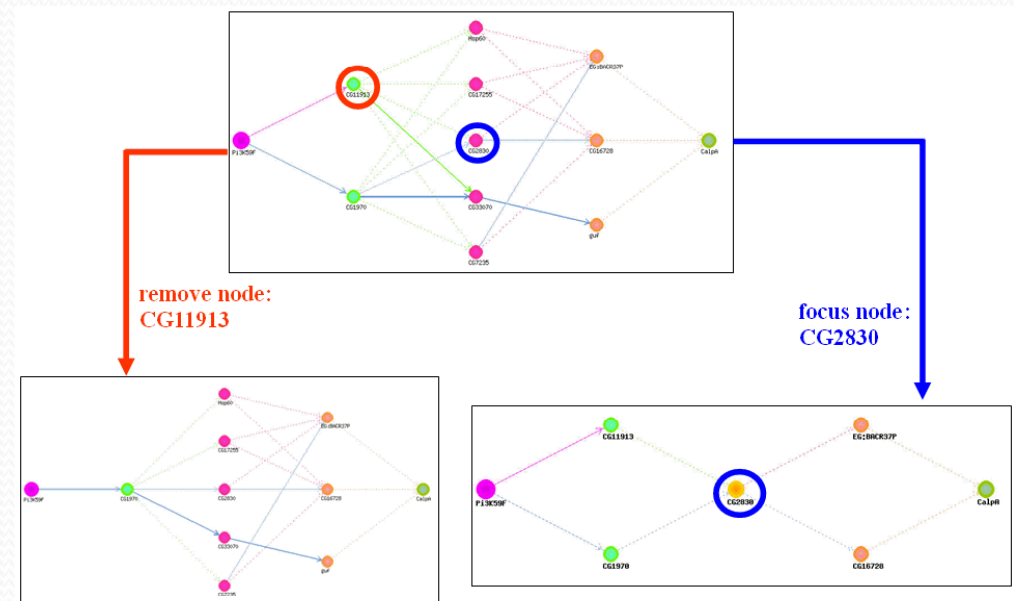 Hsp60
EG:BACR37P
CG11913
CG17255
Pi3K59F
CG2830
CG16728
CalpA
CG1970
CG33070
guf
CG7235
remove node:
CG11913
focus node:
CG2830
Hsp60
EG:BACR37P
CG17255
Pi3K59F
CG1970
CG2830
CG16728
CalpA
CG33070
guf
CG7235
CG11913
EG:BACR37P
Pi3K59F
CG2830
CalpA
CG1970
CG16728